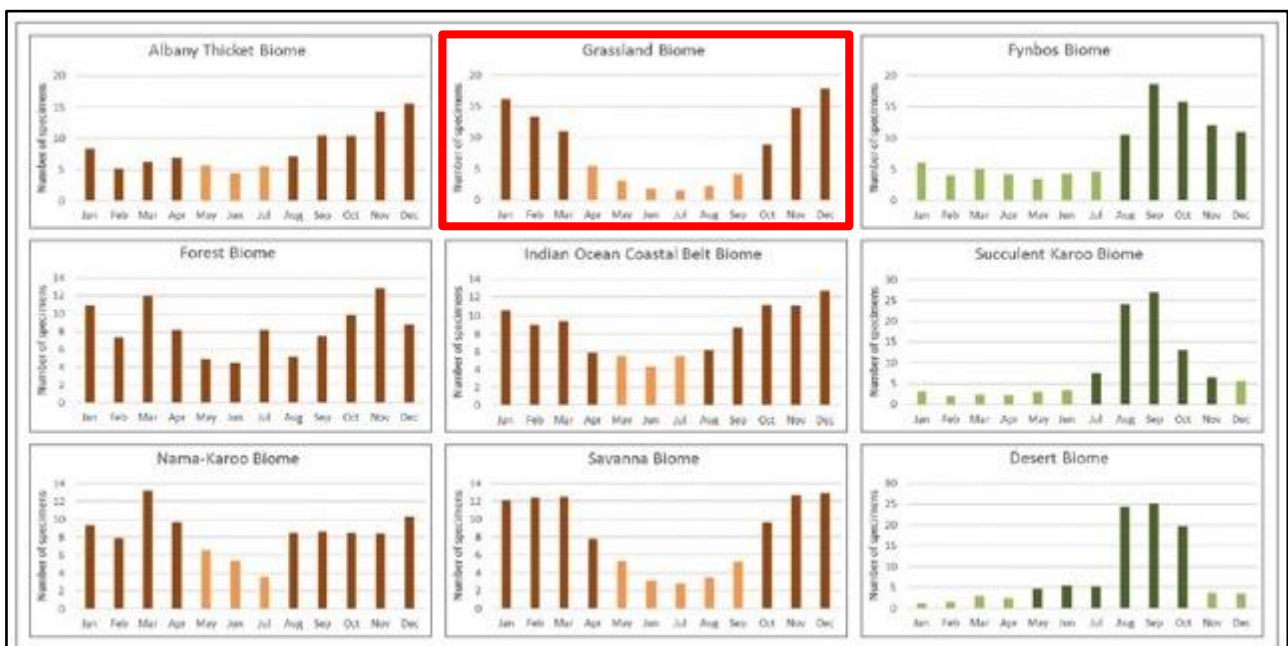 Albany Thicket Biome
Number of specimens
20
15
10
5
0
Jan Feb Mar Apr May Jun Jul Aug Sep Oct Nov Dec
Grassland Biome
Number of specimens
20
15
10
5
0
Jan Feb Mar Apr May Jun Jul Aug Sep Oct Nov Dec
Fynbos Biome
Number of specimens
20
15
10
5
0
Jan Feb Mar Apr May Jun Jul Aug Sep Oct Nov Dec
Forest Biome
Number of specimens
14
12
10
8
6
4
2
0
Jan Feb Mar Apr May Jun Jul Aug Sep Oct Nov Dec
Indian Ocean Coastal Belt Biome
Number of specimens
14
12
10
8
6
4
2
0
Jan Feb Mar Apr May Jun Jul Aug Sep Oct Nov Dec
Succulent Karoo Biome
Number of specimens
30
25
20
15
10
5
0
Jan Feb Mar Apr May Jun Jul Aug Sep Oct Nov Dec
Nama-Karoo Biome
Number of specimens
14
12
10
8
6
4
2
0
Jan Feb Mar Apr May Jun Jul Aug Sep Oct Nov Dec
Savanna Biome
Number of specimens
14
12
10
8
6
4
2
0
Jan Feb Mar Apr May Jun Jul Aug Sep Oct Nov Dec
Desert Biome
Number of specimens
30
25
20
15
10
5
0
Jan Feb Mar Apr May Jun Jul Aug Sep Oct Nov Dec